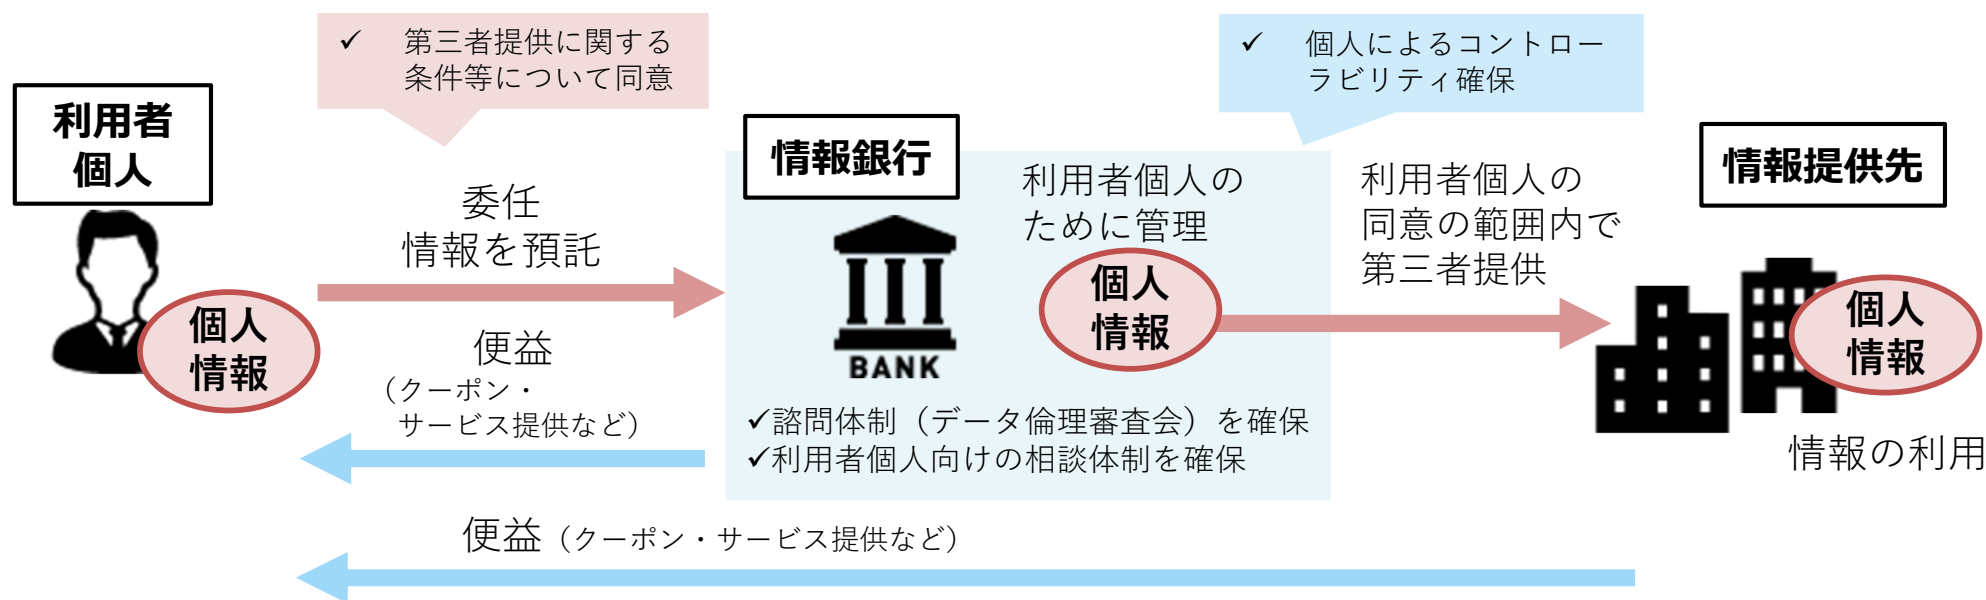 ✓ 第三者提供に関する
条件等について同意
✓ 個人によるコントロー
ラビリティ確保
利用者
個人
委任
情報を預託
個人
情報
便益
（クーポン・
サービス提供など）
情報銀行
利用者個人の
ために管理
BANK
個人
情報
✓諮問体制（データ倫理審査会）を確保
✓利用者個人向けの相談体制を確保
利用者個人の
同意の範囲内で
第三者提供
情報提供先
個人
情報
情報の利用
便益（クーポン・サービス提供など）